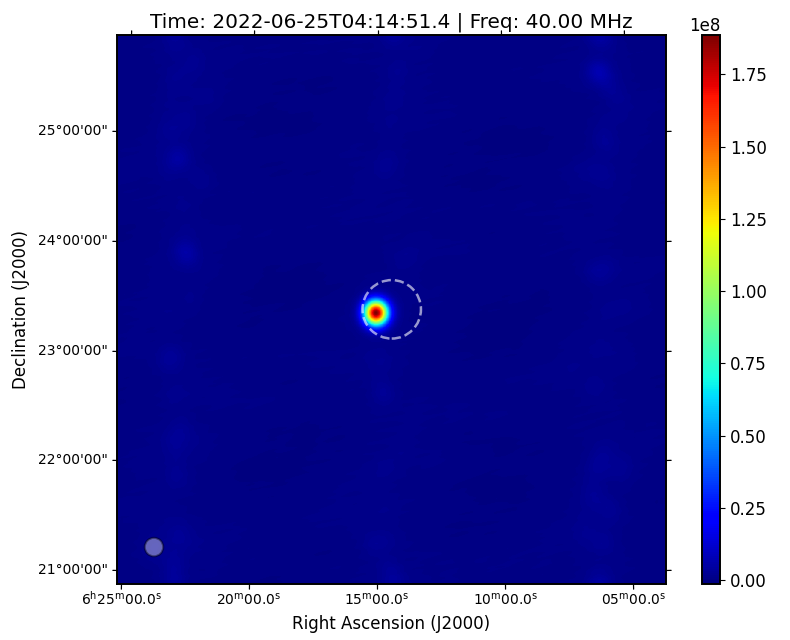 Time: 2022-06-25T04:14:51.4 | Freq: 40.00 MHz
1e8
1.75
1.50
1.25
1.00
0.75
0.50
0.25
0.00
25°00'00"
24°00'00"
23°00'00"
22°00'00"
21°00'00"
Declination (J2000)
6ʰ25ᵐ00.0ˢ 20ᵐ00.0ˢ 15ᵐ00.0ˢ 10ᵐ00.0ˢ 05ᵐ00.0ˢ
Right Ascension (J2000)